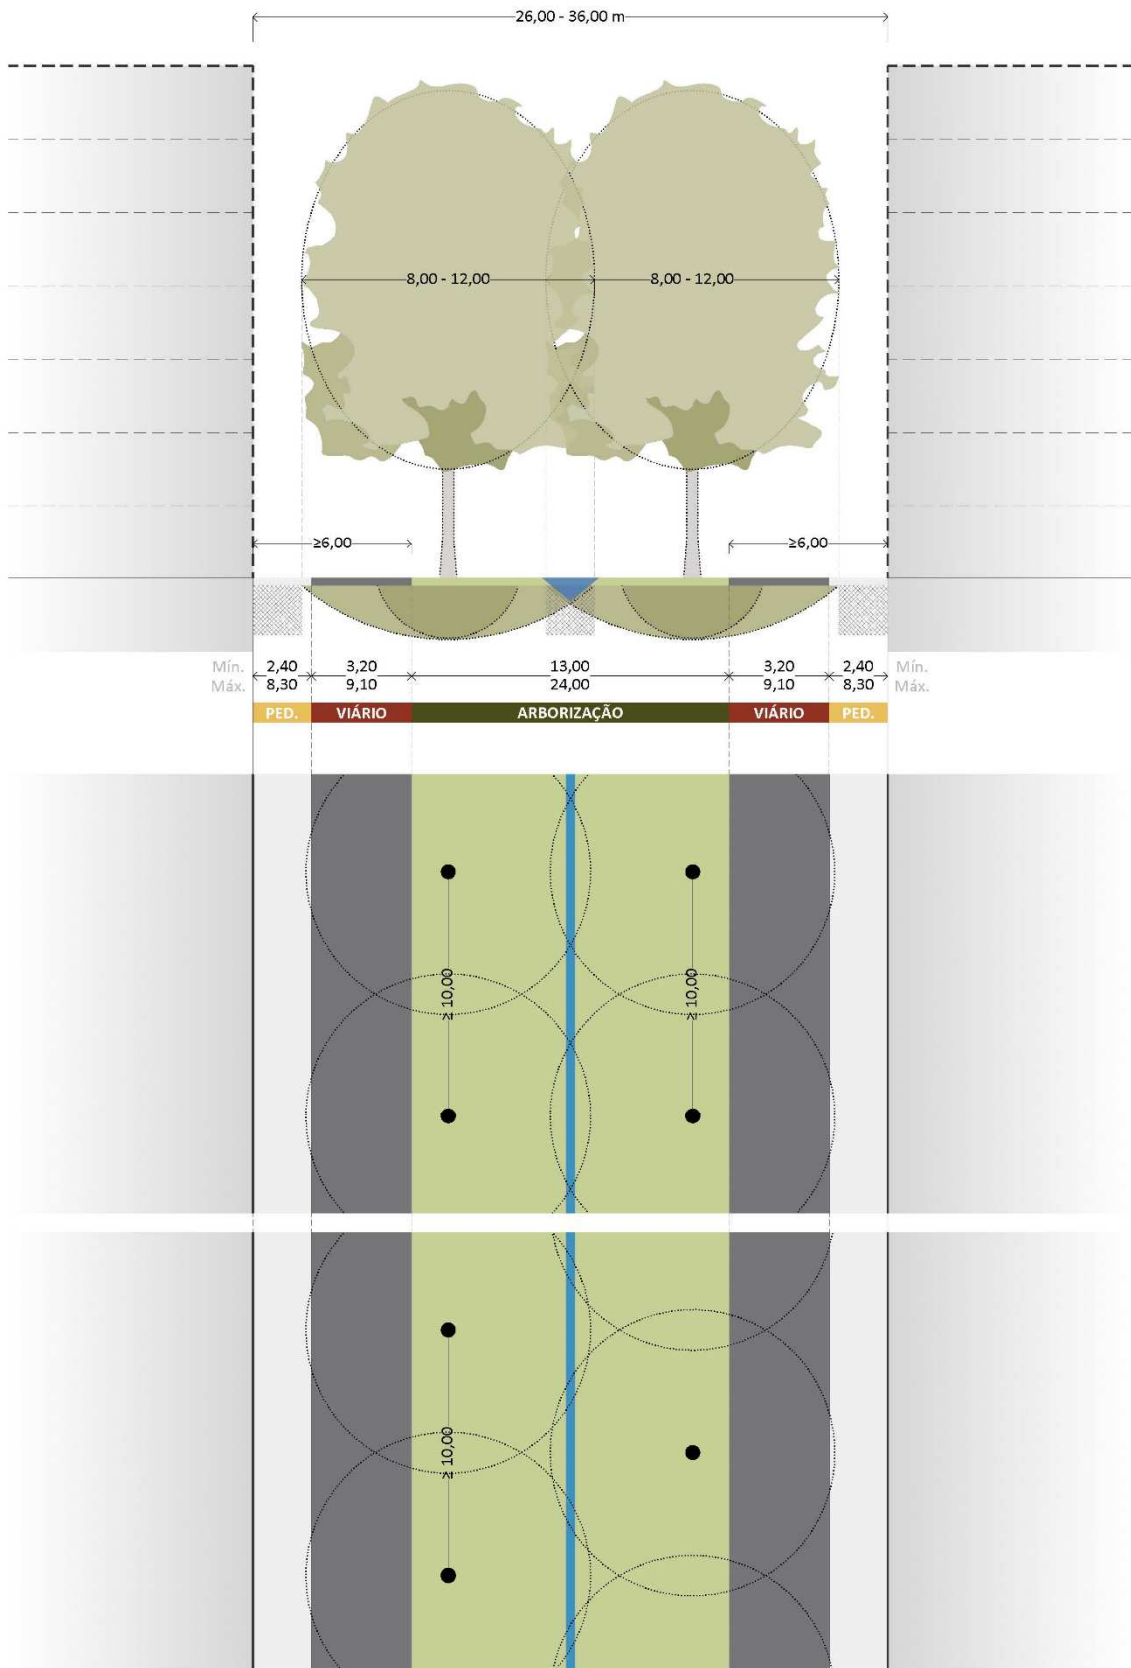 26,00 - 36,00 m
8,00 - 12,00 8,00 - 12,00
≥6,00 ≥6,00
Mín. 2,40 3,20 13,00 3,20 2,40 Mín.
Máx. 8,30 9,10 24,00 9,10 8,30 Máx.
PED. VIÁRIO ARBORIZAÇÃO VIÁRIO PED.
≥ 10,00 ≥ 10,00
≥ 10,00